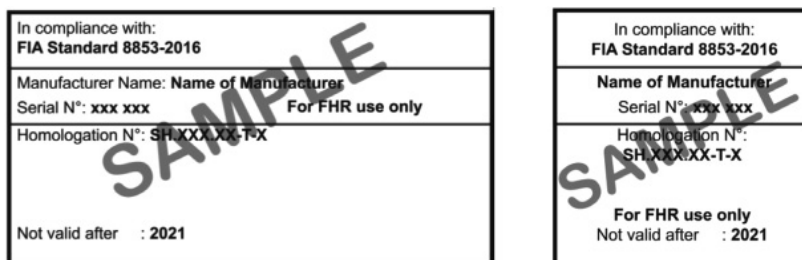 In compliance with:
FIA Standard 8853-2016
Manufacturer Name: Name of Manufacturer
Serial N°: xxx xxx For FHR use only
Homologation N°: SH.XXX.XX-T-X
Not valid after : 2021
SAMPLE
In compliance with:
FIA Standard 8853-2016
Name of Manufacturer
Serial N°: xxx xxx
Homologation N°:
SH.XXX.XX-T-X
For FHR use only
Not valid after : 2021
SAMPLE